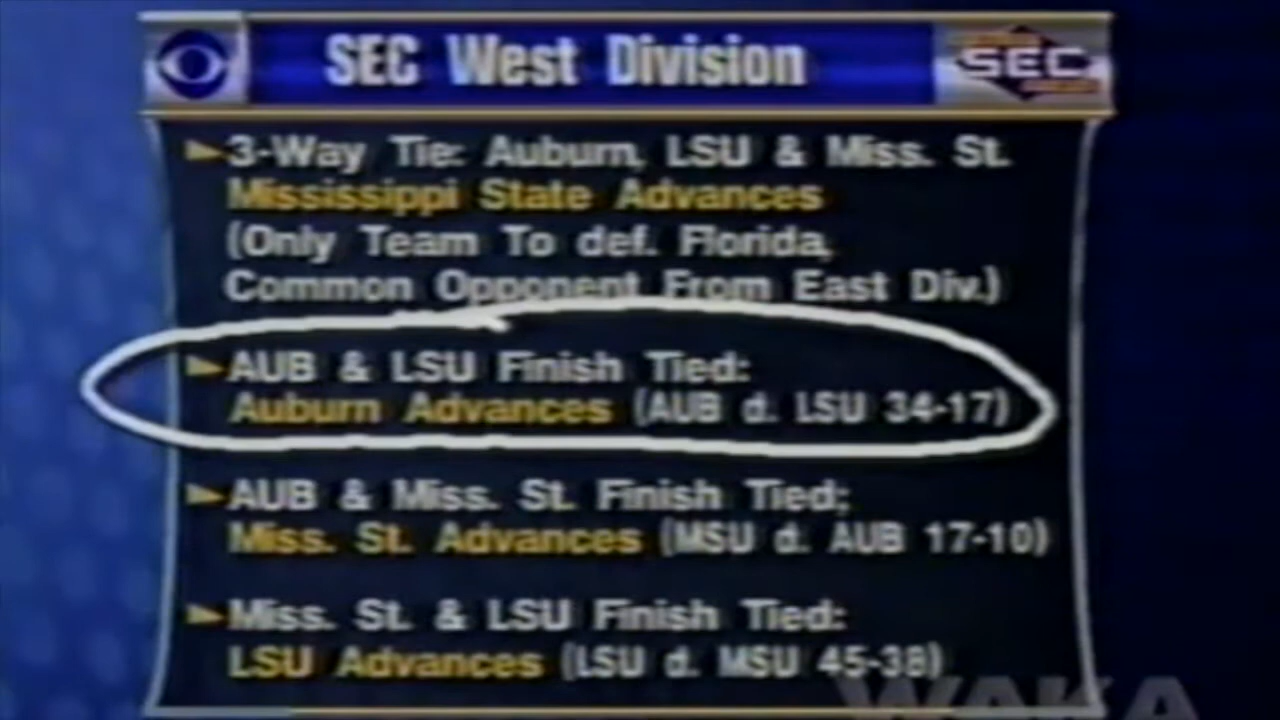 SEC West Division
SEC
►3-Way Tie: Auburn, LSU & Miss. St.
Mississippi State Advances
(Only Team To def. Florida,
Common Opponent From East Div.)
►AUB & LSU Finish Tied:
Auburn Advances (AUB d. LSU 34-17)
►AUB & Miss. St. Finish Tied:
Miss. St. Advances (MSU d. AUB 17-10)
►Miss. St. & LSU Finish Tied:
LSU Advances (LSU d. MSU 45-38)
WAKA